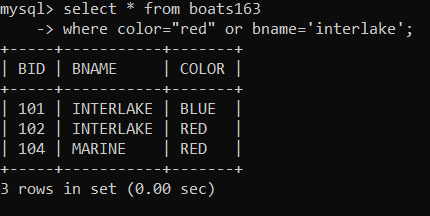 mysql> select * from boats163
    -> where color="red" or bname='interlake';
+-----+-----------+-------+
| BID | BNAME     | COLOR |
+-----+-----------+-------+
| 101 | INTERLAKE | BLUE  |
| 102 | INTERLAKE | RED   |
| 104 | MARINE    | RED   |
+-----+-----------+-------+
3 rows in set (0.00 sec)